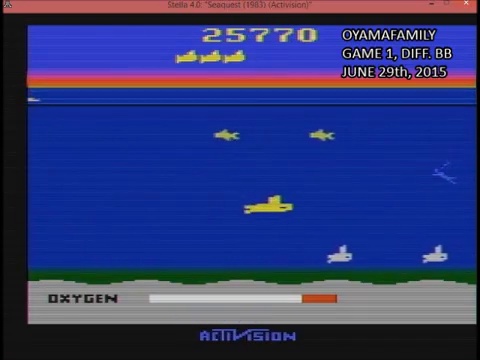 Stella 4.0: "Seaquest (1983) (Activision)"
25770
OYAMAFAMILY
GAME 1, DIFF. BB
JUNE 29th, 2015
OXYGEN
ACTIVISION